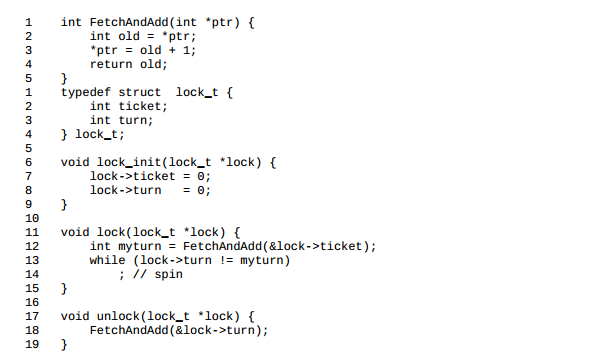 1 int FetchAndAdd(int *ptr) {
2 int old = *ptr;
3 *ptr = old + 1;
4 return old;
5 }
1 typedef struct lock_t {
2 int ticket;
3 int turn;
4 } lock_t;
5
6 void lock_init(lock_t *lock) {
7 lock->ticket = 0;
8 lock->turn = 0;
9 }
10
11 void lock(lock_t *lock) {
12 int myturn = FetchAndAdd(&lock->ticket);
13 while (lock->turn != myturn)
14 ; // spin
15 }
16
17 void unlock(lock_t *lock) {
18 FetchAndAdd(&lock->turn);
19 }